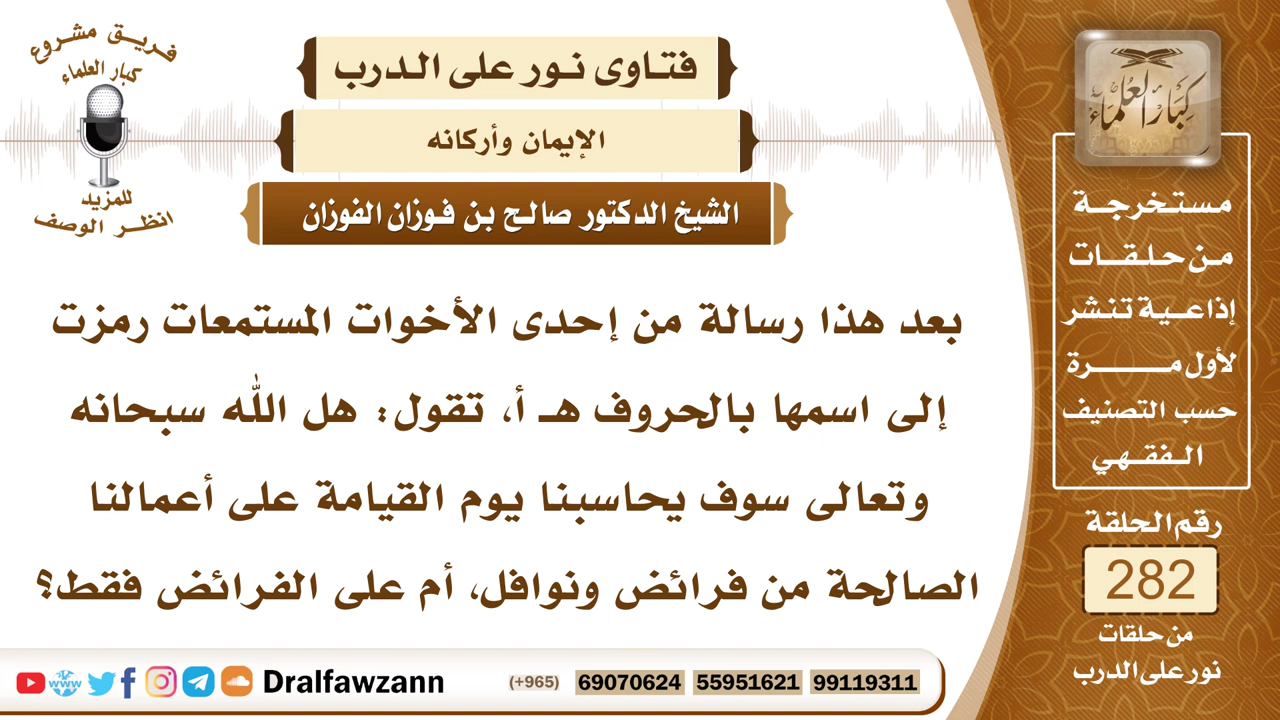 فريق مشروع
كبار العلماء
للمزيد
انظر الوصف
فتاوى نور على الدرب
الإيمان وأركانه
الشيخ الدكتور صالح بن فوزان الفوزان
بعد هذا رسالة من إحدى الأخوات المستمعات رمزت
إلى اسمها بالحروف هـ أ، تقول: هل الله سبحانه
وتعالى سوف يحاسبنا يوم القيامة على أعمالنا
الصالحة من فرائض ونوافل، أم على الفرائض فقط؟
كبار العلماء
مستخرجة
من حلقات
إذاعية تنشر
لأول مرة
حسب التصنيف
الفقهي
رقم الحلقة
282
من حلقات
نور على الدرب
www
Dralfawzann
(+965) 69070624 55951621 99119311